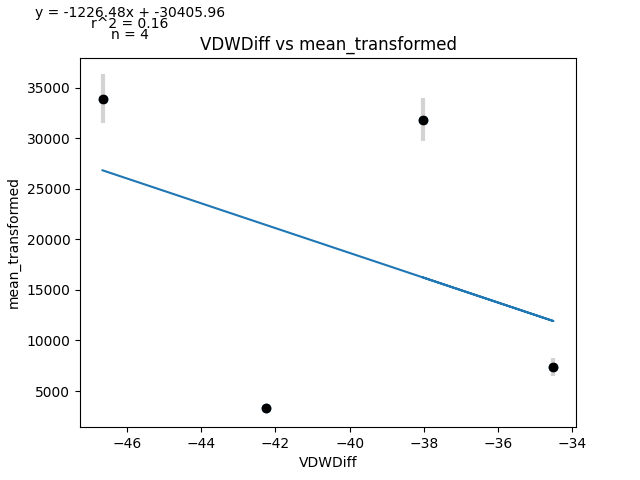 y = -1226.48x + -30405.96
r^2 = 0.16
n = 4
VDWDiff vs mean_transformed
35000
30000
25000
20000
15000
10000
5000
mean_transformed
−46 −44 −42 −40 −38 −36 −34
VDWDiff